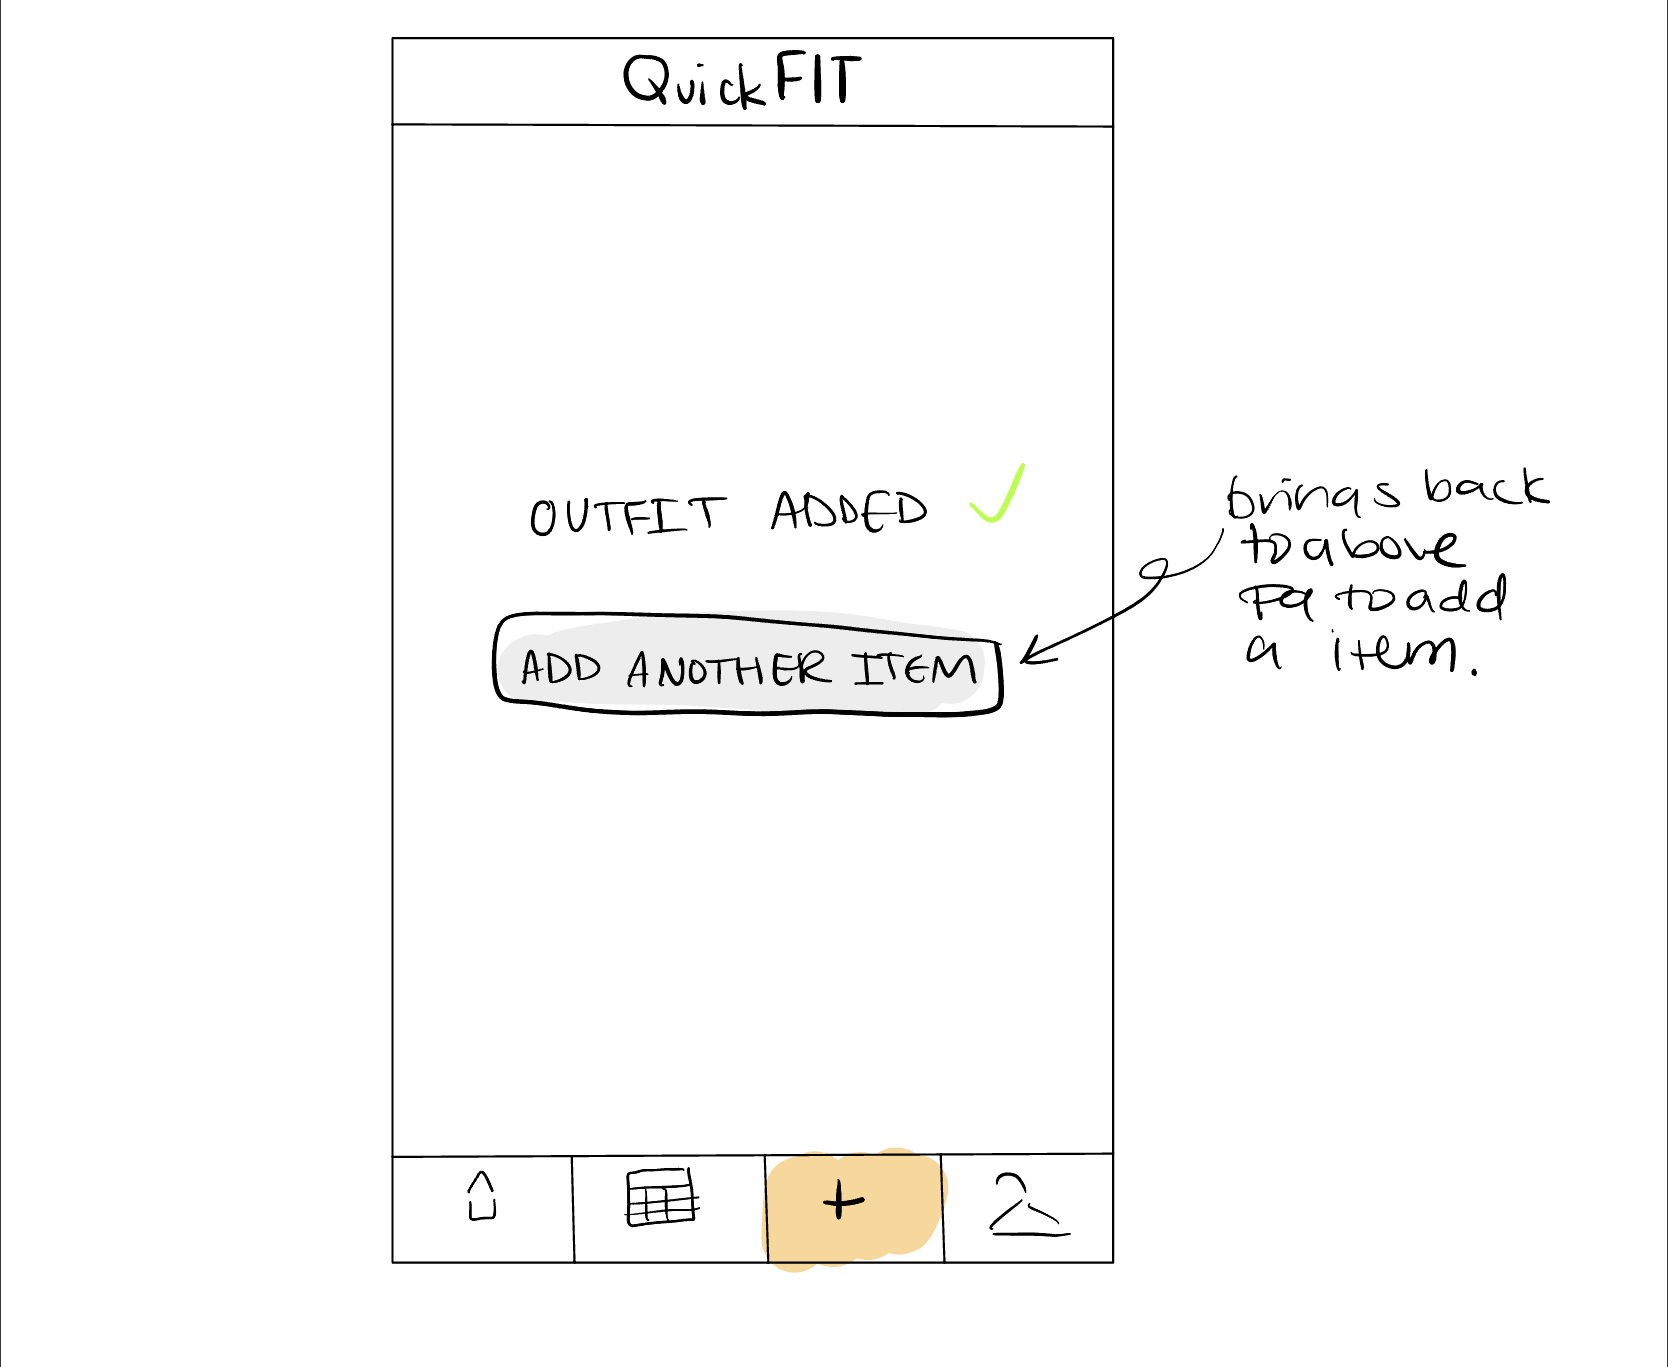 QuickFIT
OUTFIT ADDED ✓
ADD ANOTHER ITEM
brings back
to above
pg to add
a item.
+